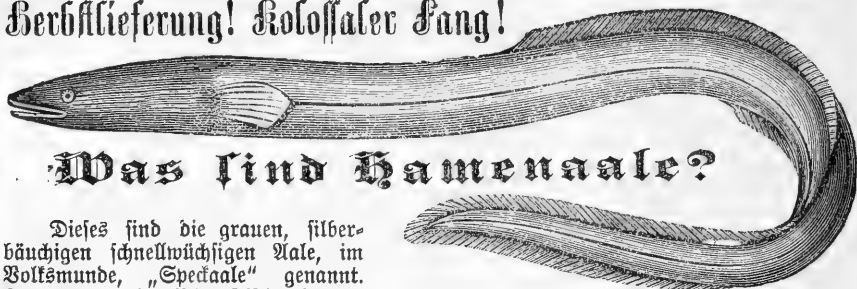 Herbstlieferung! Kolossaler Fang!
Was sind Hamenaale?
Dieses sind die grauen, silber=
bäuchigen schnellwüchsigen Aale, im
Volksmunde, „Speckaale" genannt.